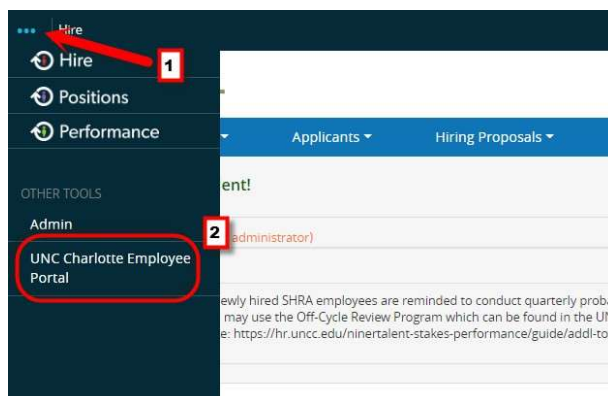 Hire
1
Hire
Positions
Performance
Applicants
Hiring Proposals
ent!
OTHER TOOLS
Admin
2
administrator)
UNC Charlotte Employee
Portal
ewly hired SHRA employees are reminded to conduct quarterly proba
may use the Off-Cycle Review Program which can be found in the UN
e: https://hr.uncc.edu/ninertalent-stakes-performance/guide/addl-to